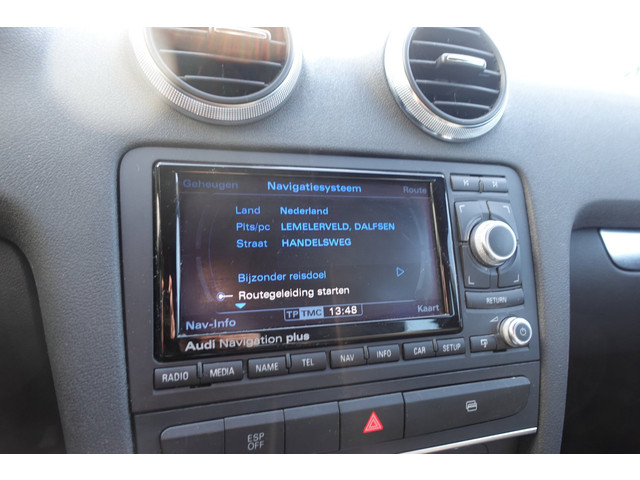 Geheugen Navigatiesysteem Route
Land Nederland
Plts/pc LEMELERVELD, DALFSEN
Straat HANDELSWEG
Bijzonder reisdoel
Routegeleiding starten
TP TMC 13:48
Nav-Info Kaart
Audi Navigation plus
RETURN
RADIO MEDIA NAME TEL NAV INFO CAR SETUP
ESP
OFF